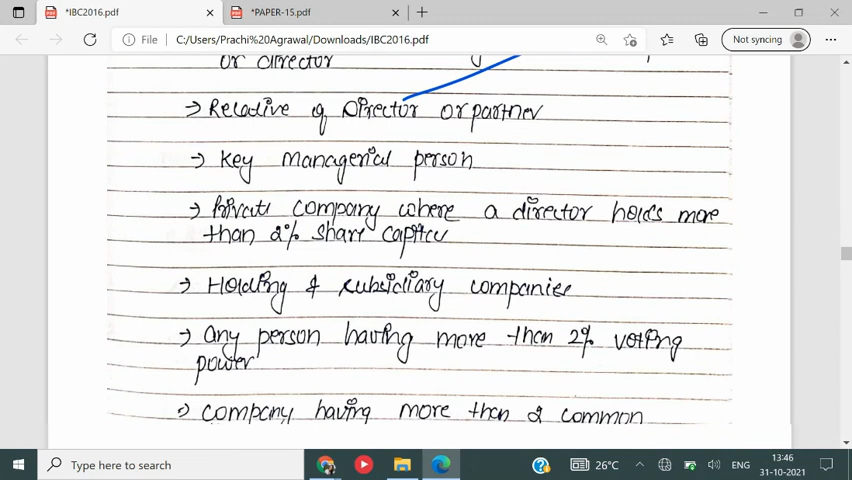 *IBC2016.pdf
*PAPER-15.pdf
File C:/Users/Prachi%20Agrawal/Downloads/IBC2016.pdf
Not syncing
or director
→ Relative of Director or partner
→ Key managerial person
→ Private company where a director holds more
than 2% share capital
→ Holding & subsidiary companies
→ any person having more than 2% voting
power
→ company having more than 2 common
Type here to search
26°C
ENG
13:46
31-10-2021